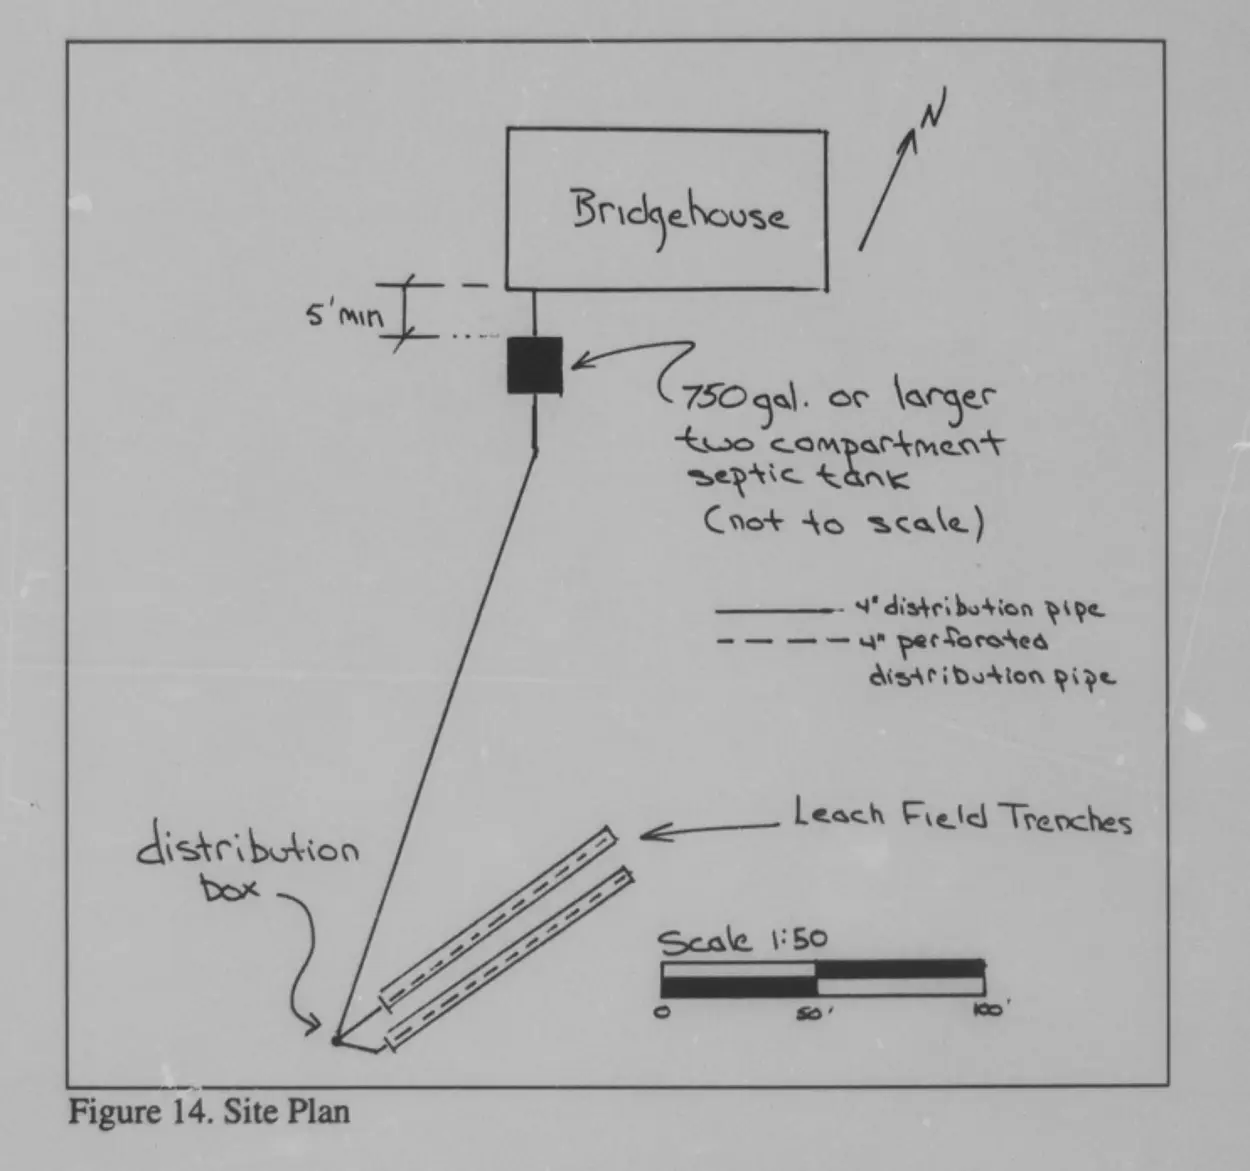 N
Bridgehouse
5' min
750 gal. or larger
two compartment
septic tank
(not to scale)
4" distribution pipe
4" perforated
distribution pipe
Leach Field Trenches
distribution
box
Scale 1:50
0 50' 100'
Figure 14. Site Plan